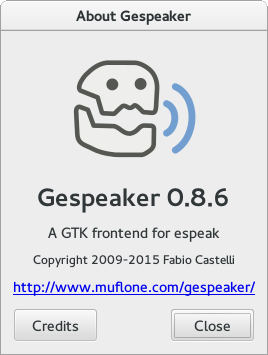 About Gespeaker
Gespeaker 0.8.6
A GTK frontend for espeak
Copyright 2009-2015 Fabio Castelli
http://www.muflone.com/gespeaker/
Credits
Close